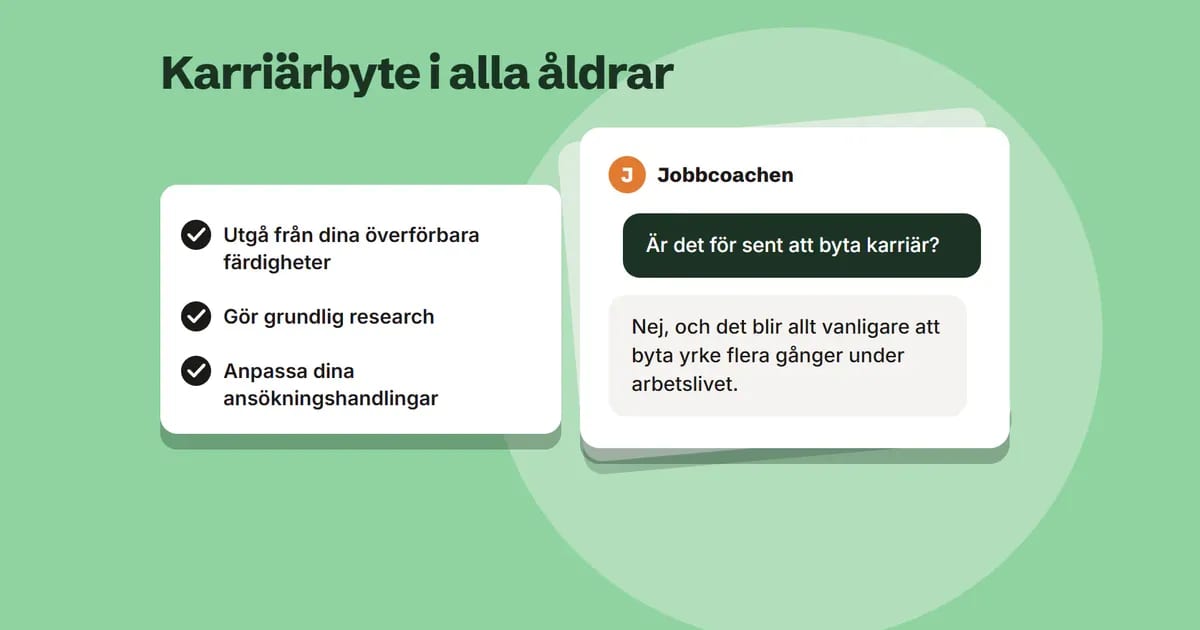 Karriärbyte i alla åldrar
Utgå från dina överförbara
färdigheter
Gör grundlig research
Anpassa dina
ansökningshandlingar
J Jobbcoachen
Är det för sent att byta karriär?
Nej, och det blir allt vanligare att
byta yrke flera gånger under
arbetslivet.